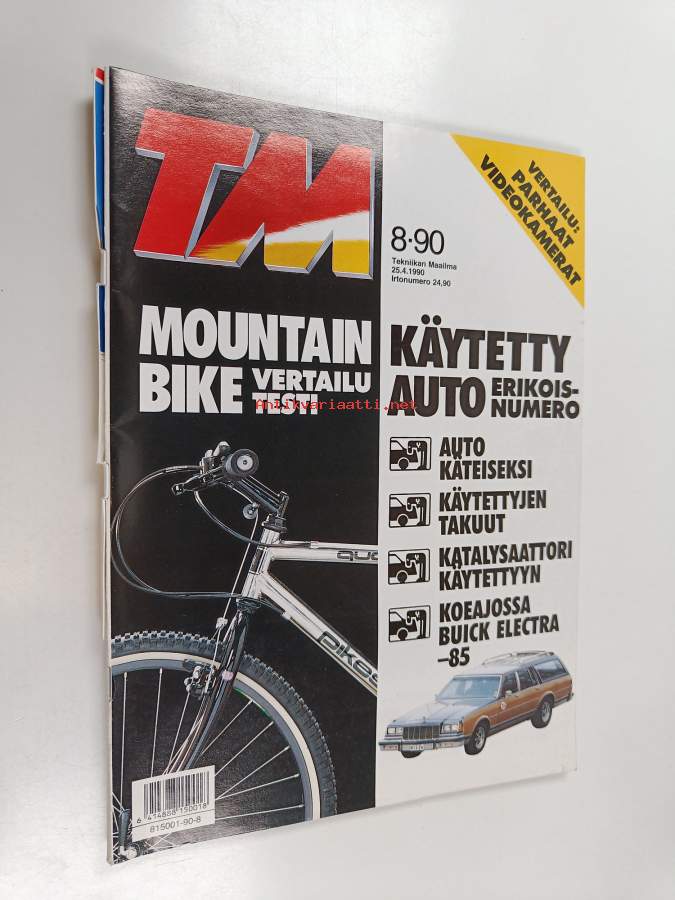 TM
8·90
Tekniikan Maailma
25.4.1990
Irtonumero 24,90
VERTAILU:
PARHAAT
VIDEOKAMERAT
MOUNTAIN
BIKE VERTAILU
TESTI
KÄYTETTY
AUTO ERIKOIS-
NUMERO
Antikvariaatti.net
AUTO
KÄTEISEKSI
KÄYTETTYJEN
TAKUUT
KATALYSAATTORI
KÄYTETTYYN
KOEAJOSSA
BUICK ELECTRA
–85
6 414888 150018
815001-90-8